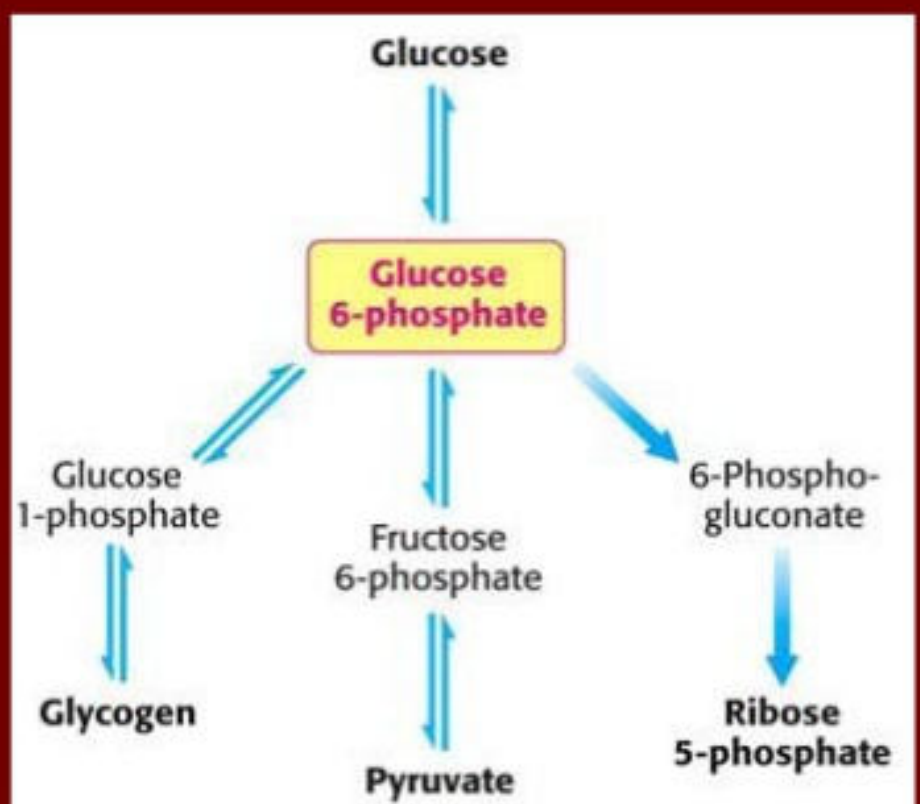 Glucose
Glucose
6-phosphate
Glucose
1-phosphate
6-Phospho-
gluconate
Fructose
6-phosphate
Glycogen
Pyruvate
Ribose
5-phosphate